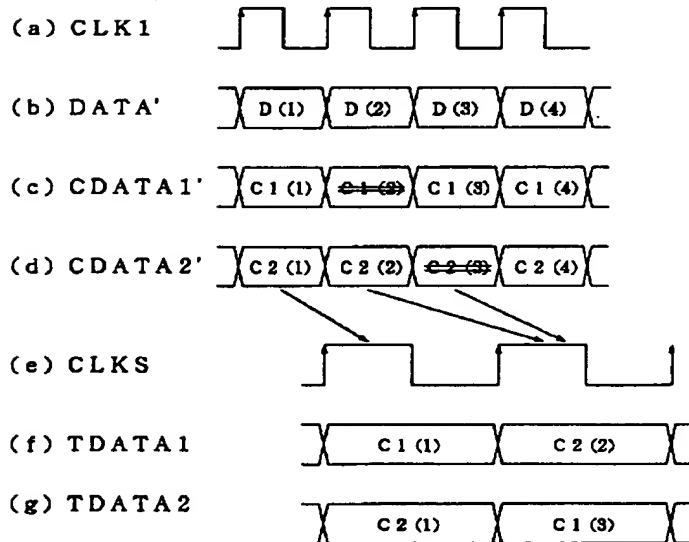 (a) CLK1
(b) DATA' D(1) D(2) D(3) D(4)
(c) CDATA1' C1(1) C1(2) C1(3) C1(4)
(d) CDATA2' C2(1) C2(2) C2(3) C2(4)
(e) CLKS
(f) TDATA1 C1(1) C2(2)
(g) TDATA2 C2(1) C1(3)